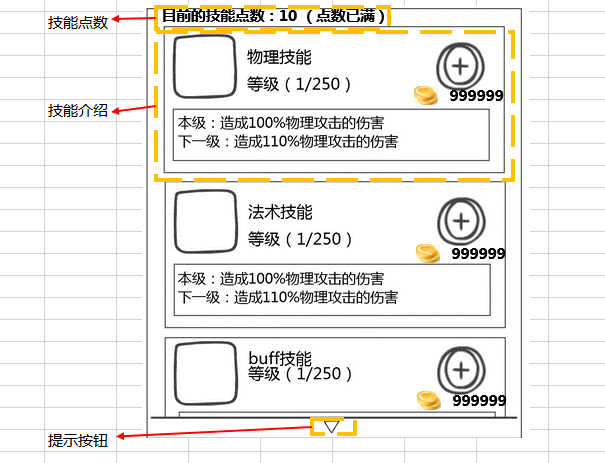 技能点数
目前的技能点数：10 （点数已满）
物理技能
等级（1/250）
999999
技能介绍
本级：造成100%物理攻击的伤害
下一级：造成110%物理攻击的伤害
法术技能
等级（1/250）
999999
本级：造成100%物理攻击的伤害
下一级：造成110%物理攻击的伤害
buff技能
等级（1/250）
999999
提示按钮